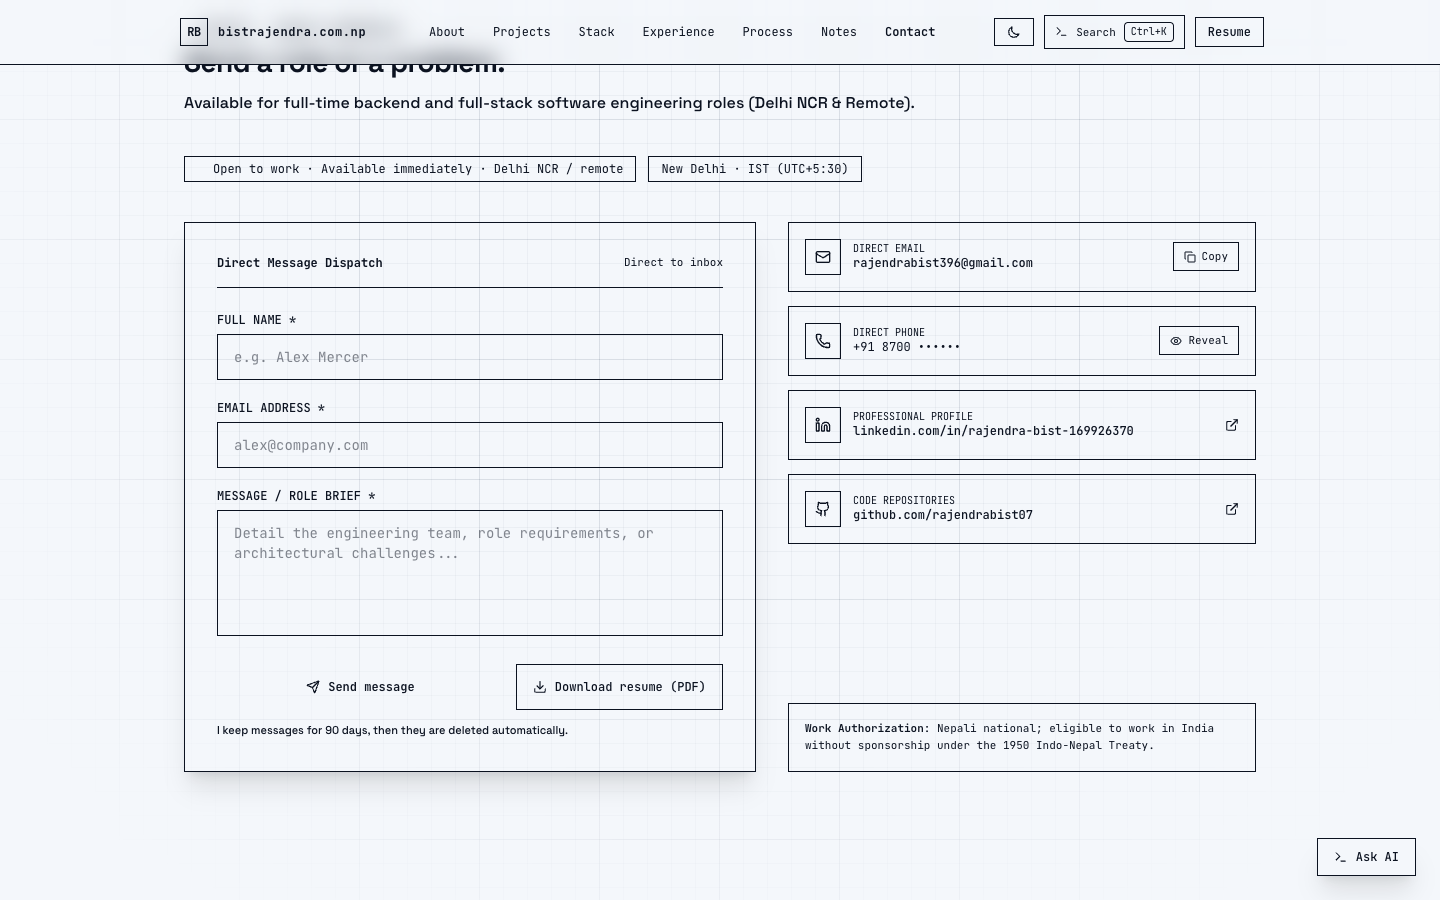 RB bistrajendra.com.np About Projects Stack Experience Process Notes Contact Search Ctrl+K Resume
Send a role or a problem.
Available for full-time backend and full-stack software engineering roles (Delhi NCR & Remote).
Open to work · Available immediately · Delhi NCR / remote
New Delhi · IST (UTC+5:30)
Direct Message Dispatch
Direct to inbox
FULL NAME *
e.g. Alex Mercer
EMAIL ADDRESS *
alex@company.com
MESSAGE / ROLE BRIEF *
Detail the engineering team, role requirements, or
architectural challenges...
Send message
Download resume (PDF)
I keep messages for 90 days, then they are deleted automatically.
DIRECT EMAIL
rajendrabist396@gmail.com
Copy
DIRECT PHONE
+91 8700 ••••••
Reveal
PROFESSIONAL PROFILE
linkedin.com/in/rajendra-bist-169926370
CODE REPOSITORIES
github.com/rajendrabist07
Work Authorization: Nepali national; eligible to work in India
without sponsorship under the 1950 Indo-Nepal Treaty.
Ask AI